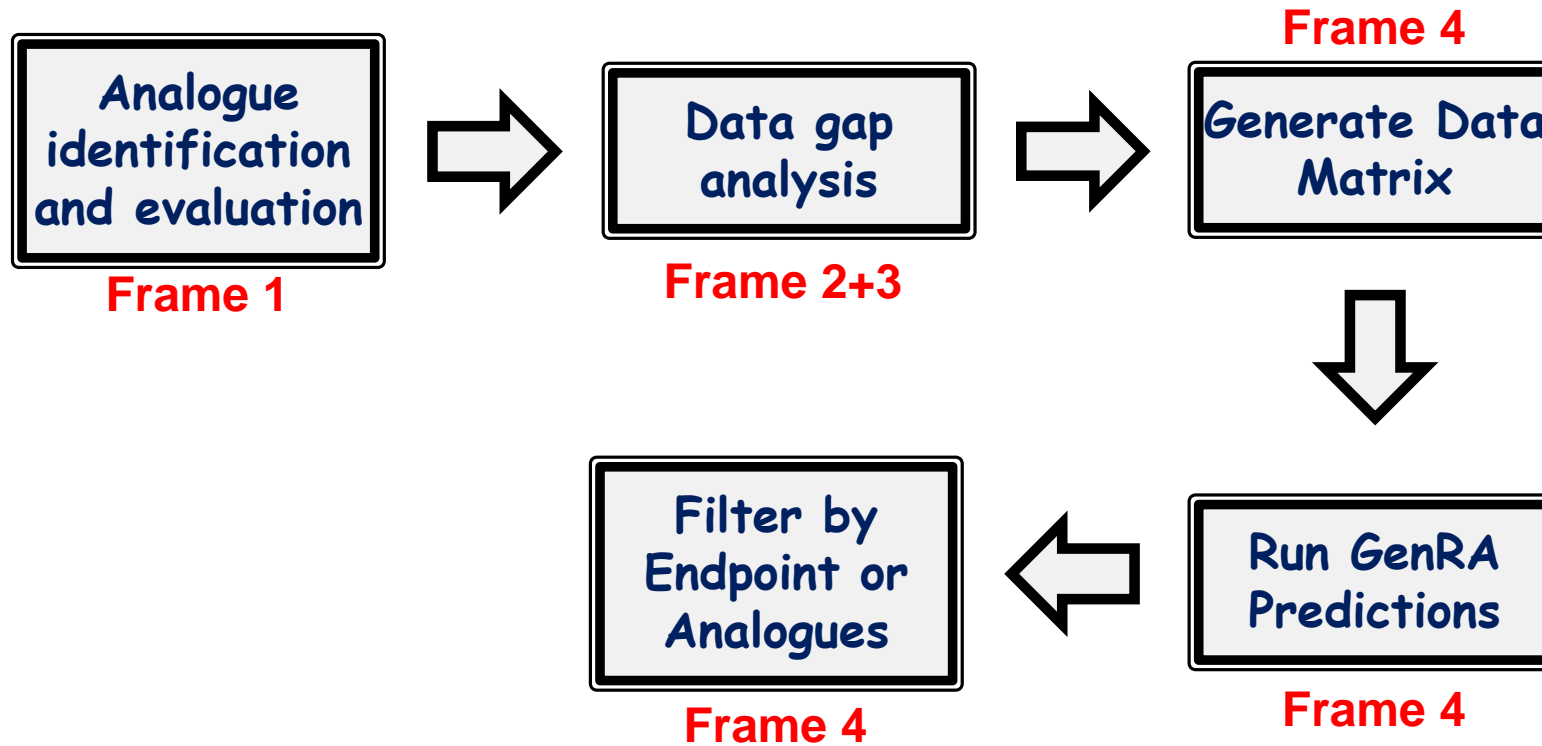 Analogue
identification
and evaluation
Frame 1
Data gap
analysis
Frame 2+3
Frame 4
Generate Data
Matrix
Run GenRA
Predictions
Frame 4
Filter by
Endpoint or
Analogues
Frame 4